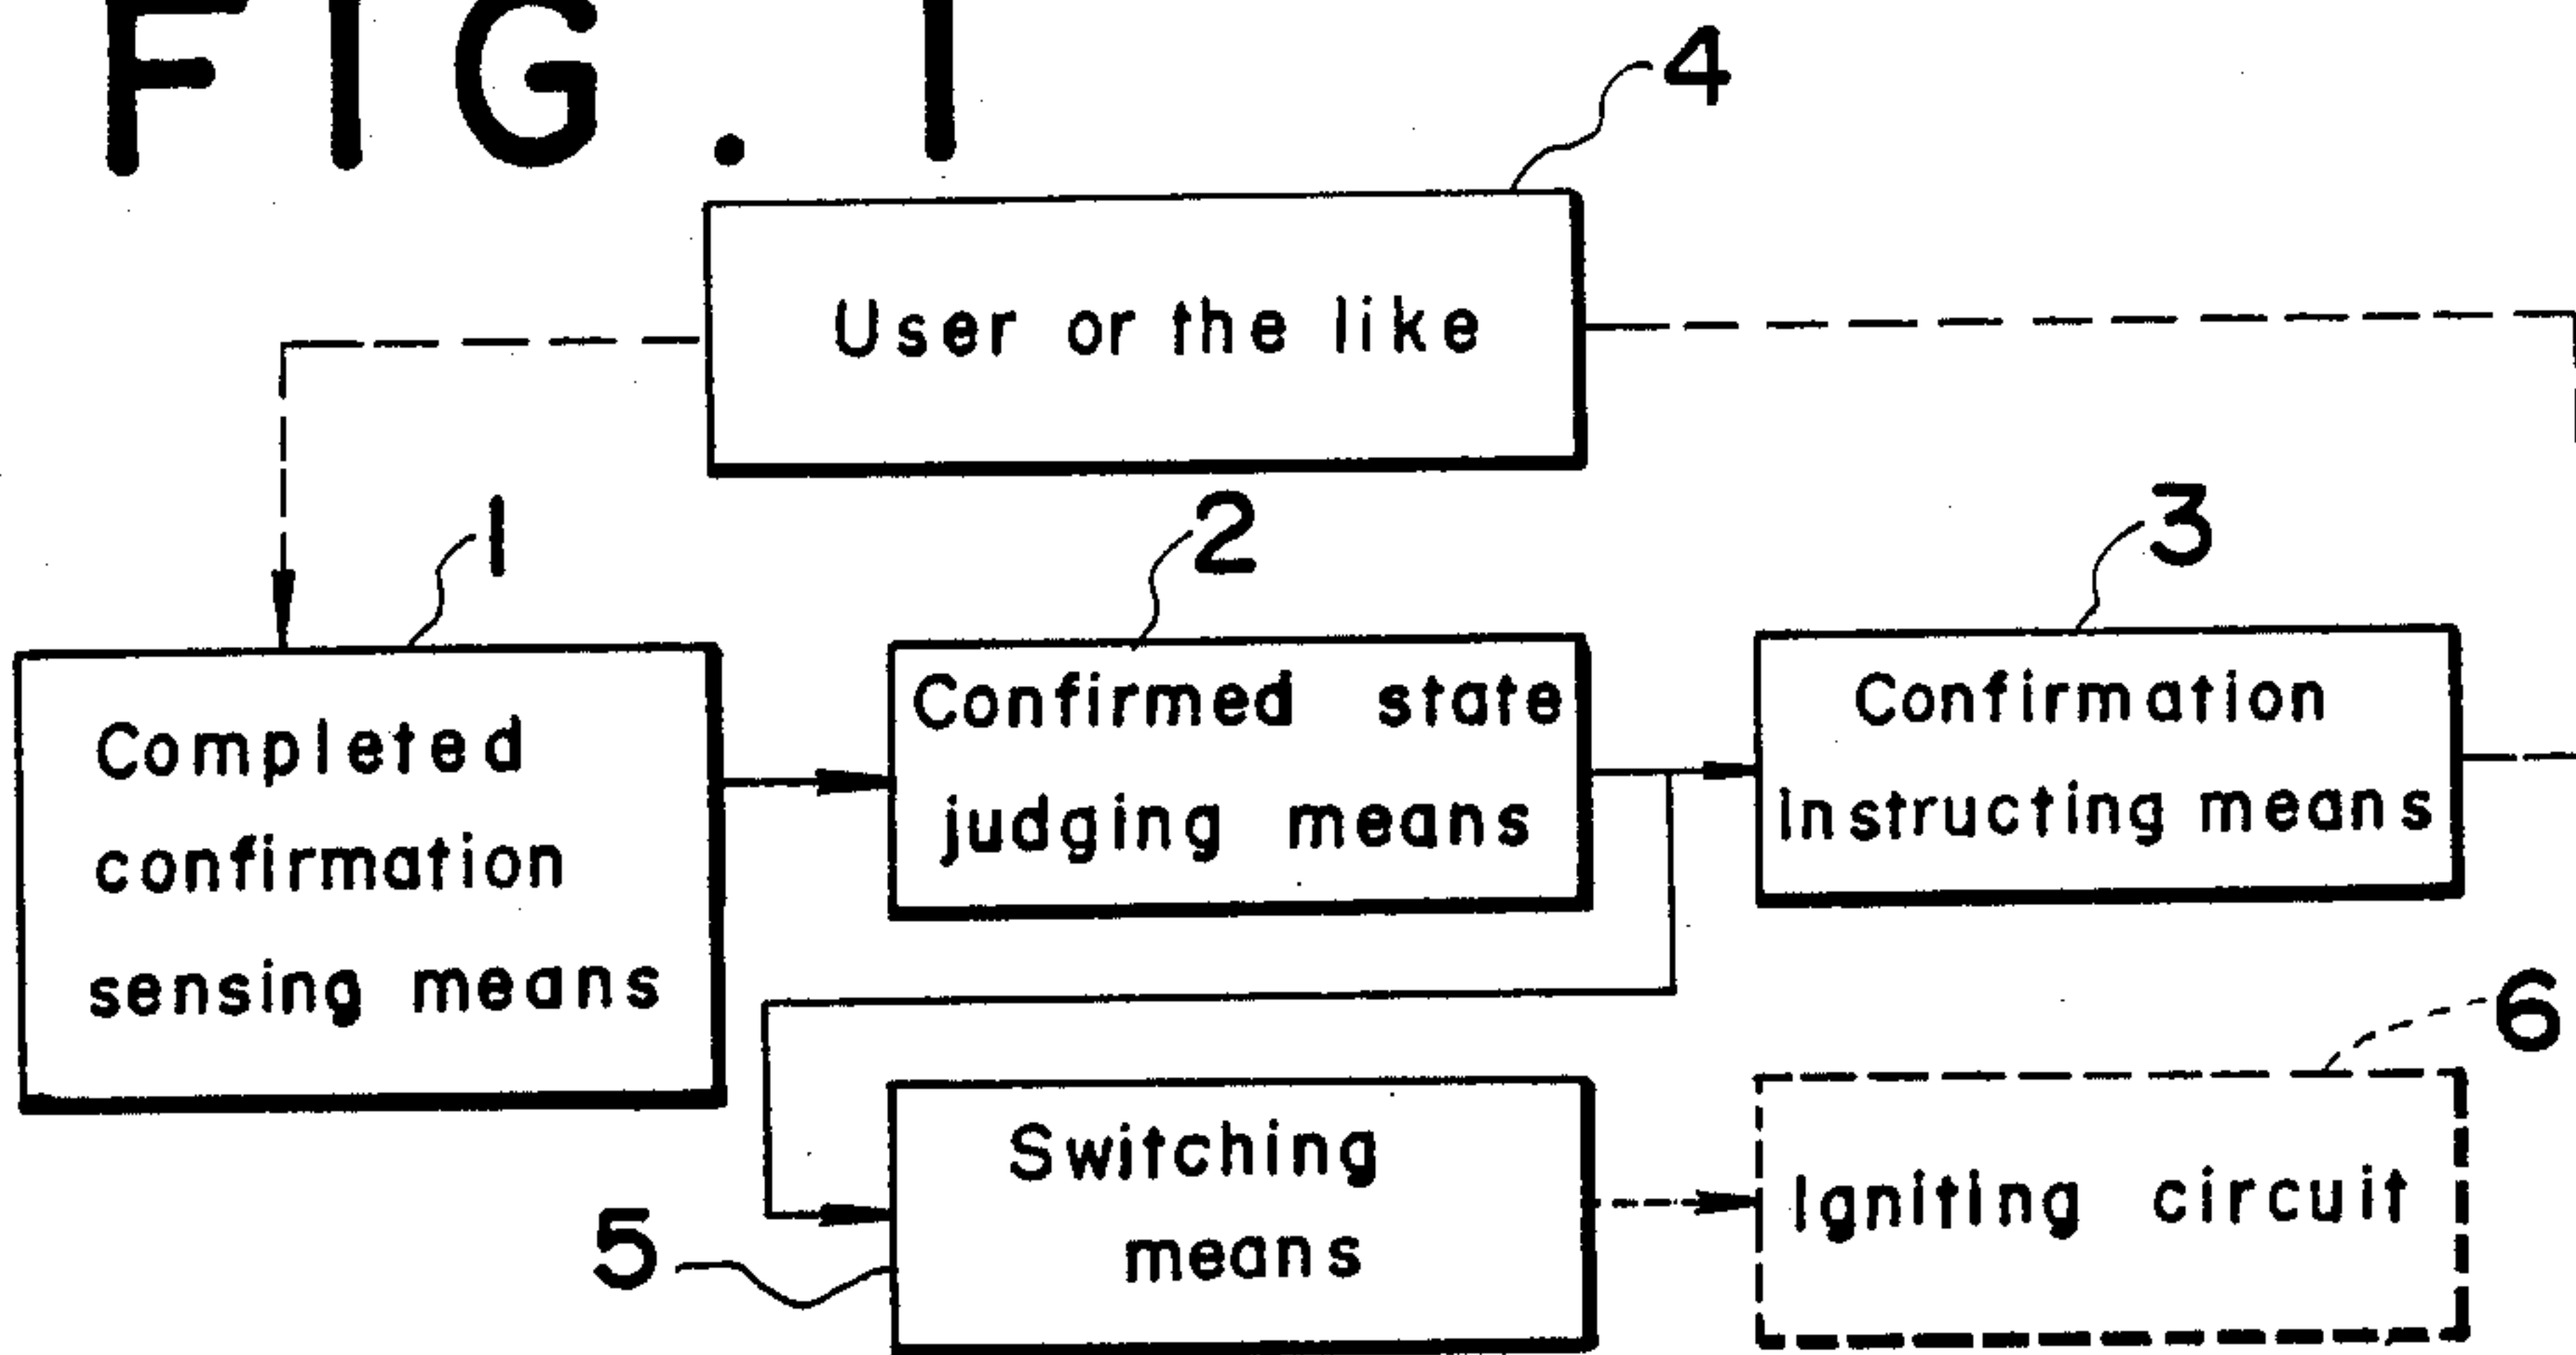 FIG. 1
4
User or the like
1
2
3
Completed
confirmation
sensing means
Confirmed state
judging means
Confirmation
instructing means
6
Switching
means
5
Igniting circuit